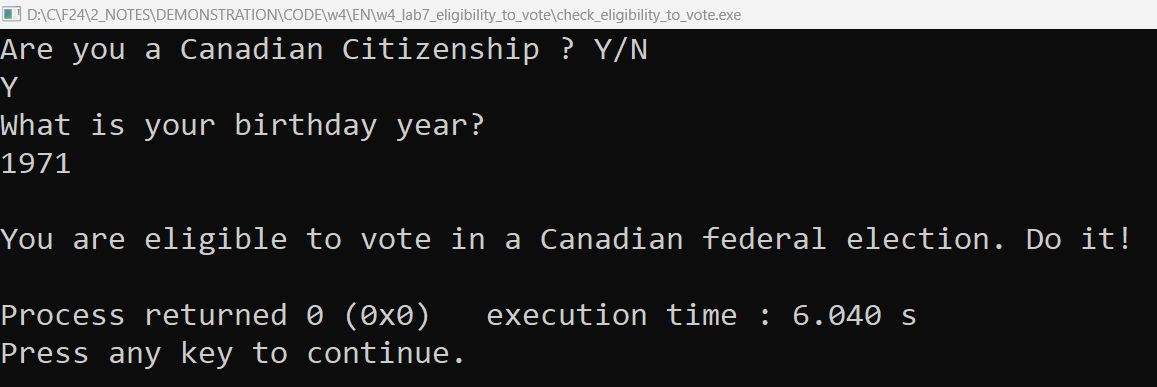 D:\C\F24\2_NOTES\DEMONSTRATION\CODE\w4\EN\w4_lab7_eligibility_to_vote\check_eligibility_to_vote.exe
Are you a Canadian Citizenship ? Y/N
Y
What is your birthday year?
1971
You are eligible to vote in a Canadian federal election. Do it!
Process returned 0 (0x0)   execution time : 6.040 s
Press any key to continue.